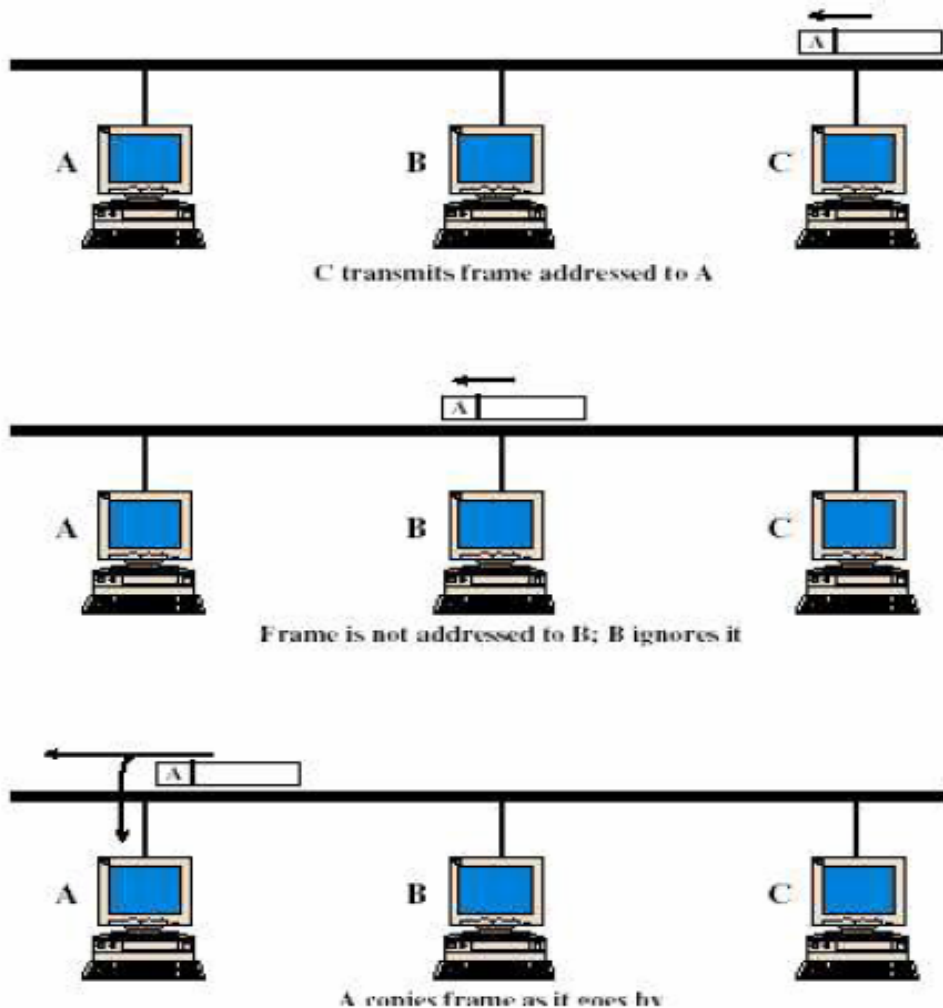 A
A B C
C transmits frame addressed to A
A
A B C
Frame is not addressed to B; B ignores it
A
A B C
A copies frame as it goes by